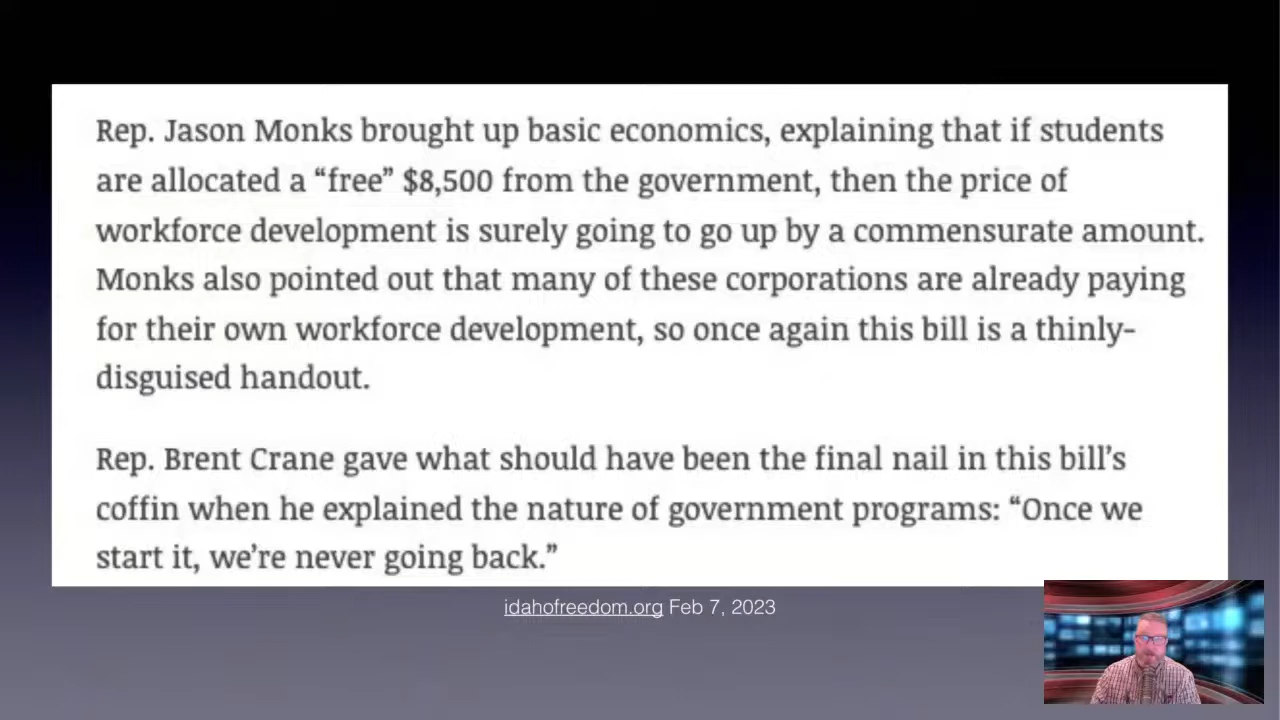 Rep. Jason Monks brought up basic economics, explaining that if students
are allocated a “free” $8,500 from the government, then the price of
workforce development is surely going to go up by a commensurate amount.
Monks also pointed out that many of these corporations are already paying
for their own workforce development, so once again this bill is a thinly-
disguised handout.
Rep. Brent Crane gave what should have been the final nail in this bill’s
coffin when he explained the nature of government programs: “Once we
start it, we’re never going back.”
idahofreedom.org Feb 7, 2023